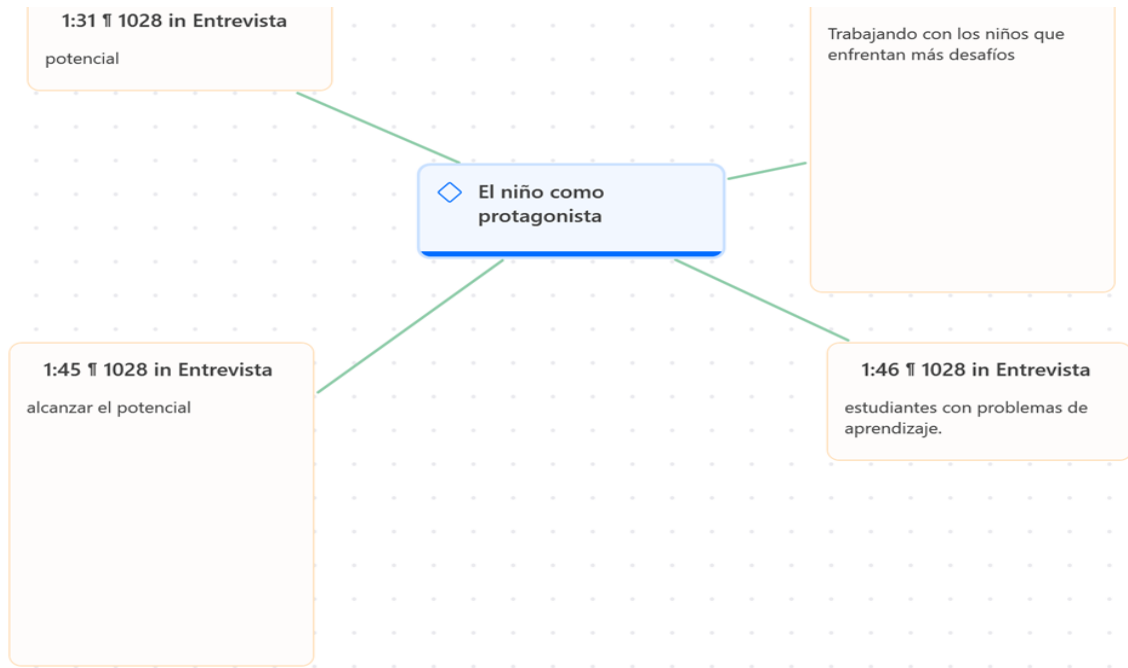 1:31 ¶ 1028 in Entrevista
potencial
Trabajando con los niños que
enfrentan más desafíos
El niño como
protagonista
1:45 ¶ 1028 in Entrevista
alcanzar el potencial
1:46 ¶ 1028 in Entrevista
estudiantes con problemas de
aprendizaje.